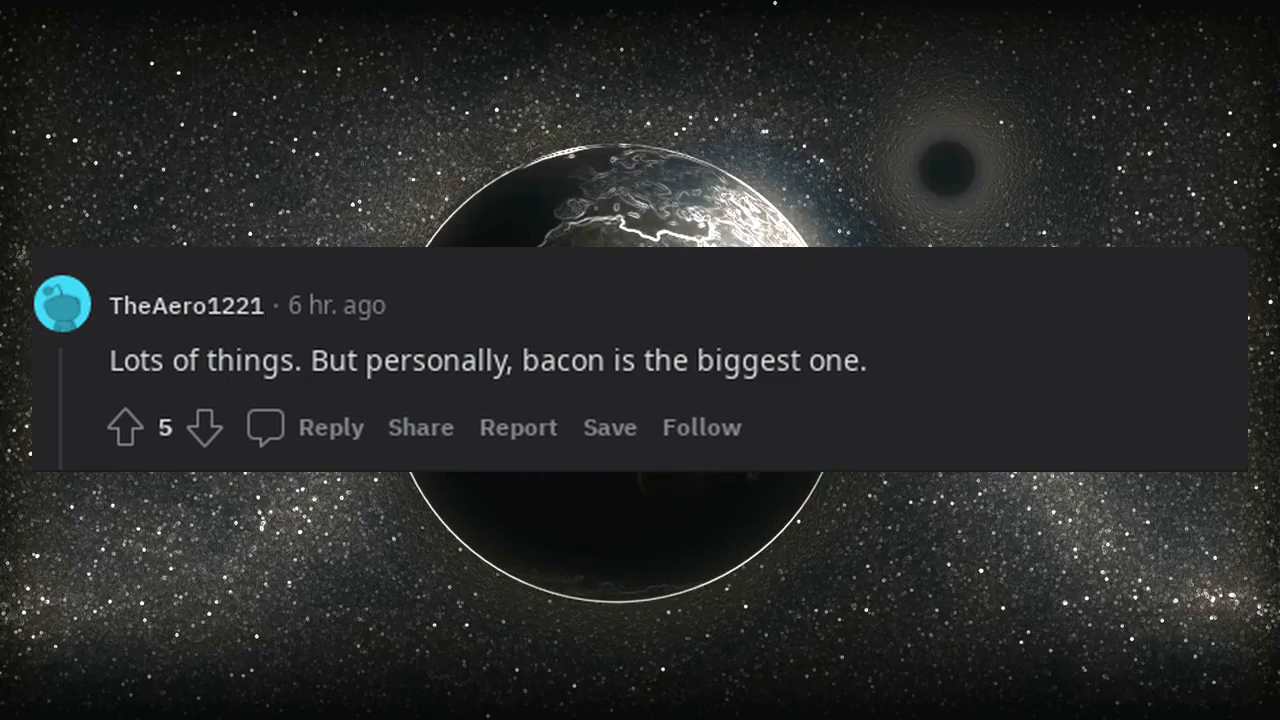 TheAero1221 · 6 hr. ago
Lots of things. But personally, bacon is the biggest one.
5 Reply Share Report Save Follow